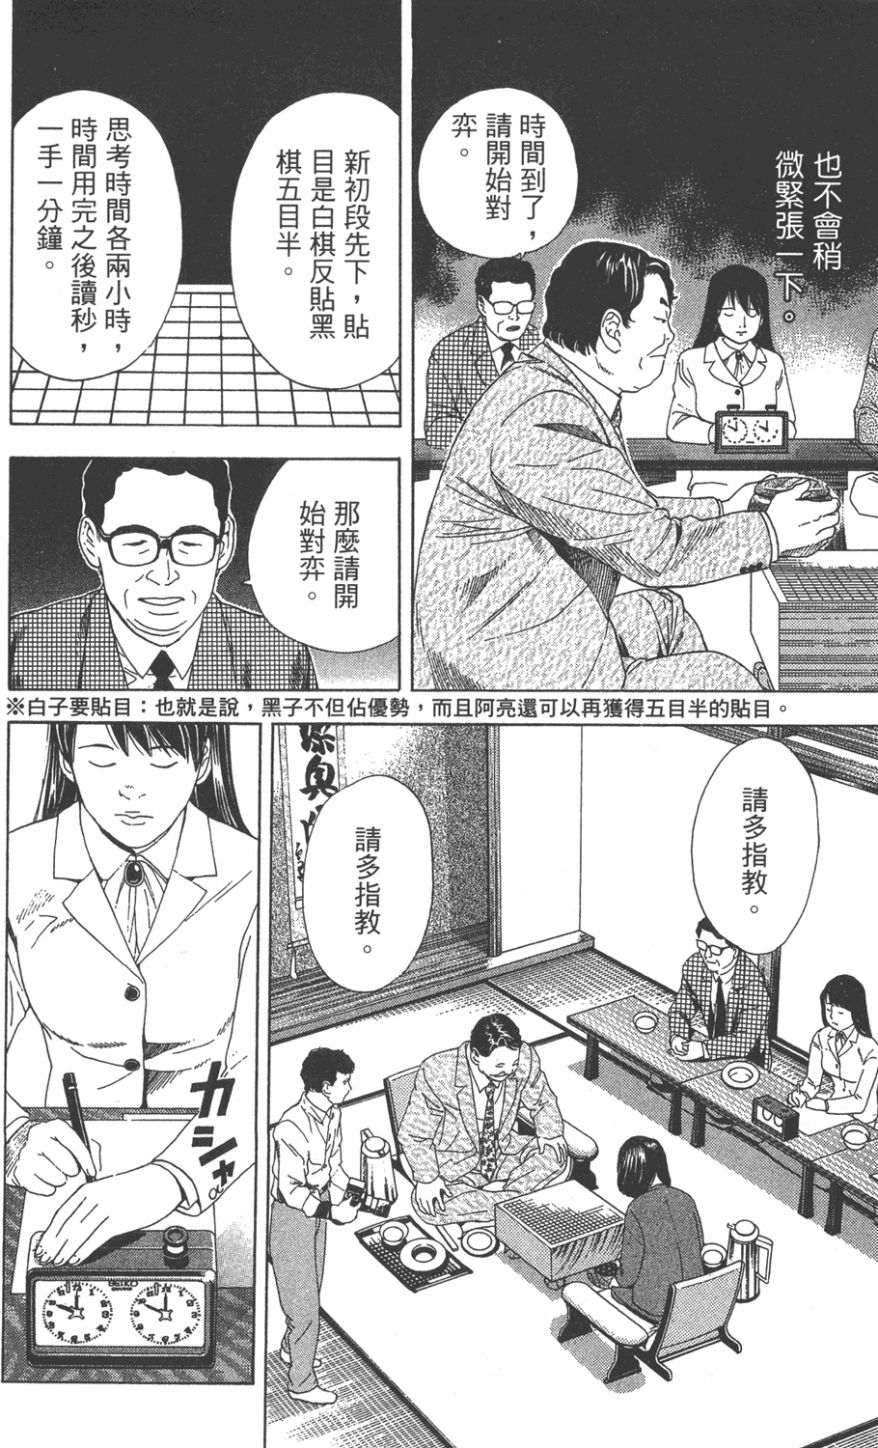 也不會稍
微緊張一下。
時間到了，
請開始對
弈。
新初段先下，貼
目是白棋反貼黑
棋五目半。
思考時間各兩小時，
時間用完之後讀秒，
一手一分鐘。
那麼請開
始對弈。
※白子要貼目：也就是說，黑子不但佔優勢，而且阿亮還可以再獲得五目半的貼目。
請多指教。
請多指教。
カシャ
SEIKO